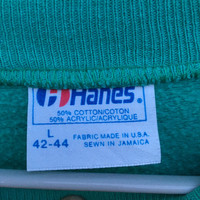 Hanes.
50% COTTON/COTON
50% ACRYLIC/ACRYLIQUE
L
42-44
FABRIC MADE IN U.S.A.
SEWN IN JAMAICA